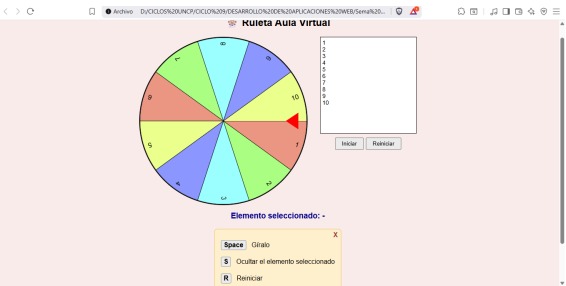 Archivo D:/CICLOS%20UNCP/CICLO%209/DESARROLLO%20DE%20APLICACIONES%20WEB/Sema%20...
Ruleta Aula Virtual
1
2
3
4
5
6
7
8
9
10
8
9
7
10
6
5
1
4
3
2
Iniciar Reiniciar
Elemento seleccionado: -
X
Space Gíralo
S Ocultar el elemento seleccionado
R Reiniciar